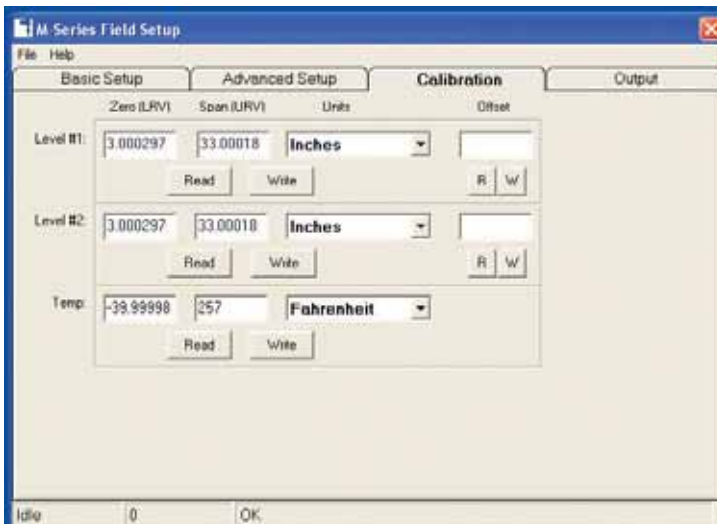 M-Series Field Setup
File Help
Basic Setup Advanced Setup Calibration Output
Zero (LRV) Span (URV) Units Offset
Level #1: 3.000297 33.00018 Inches
Read Write R W
Level #2: 3.000297 33.00018 Inches
Read Write R W
Temp: -39.99998 257 Fahrenheit
Read Write
Idle 0 OK